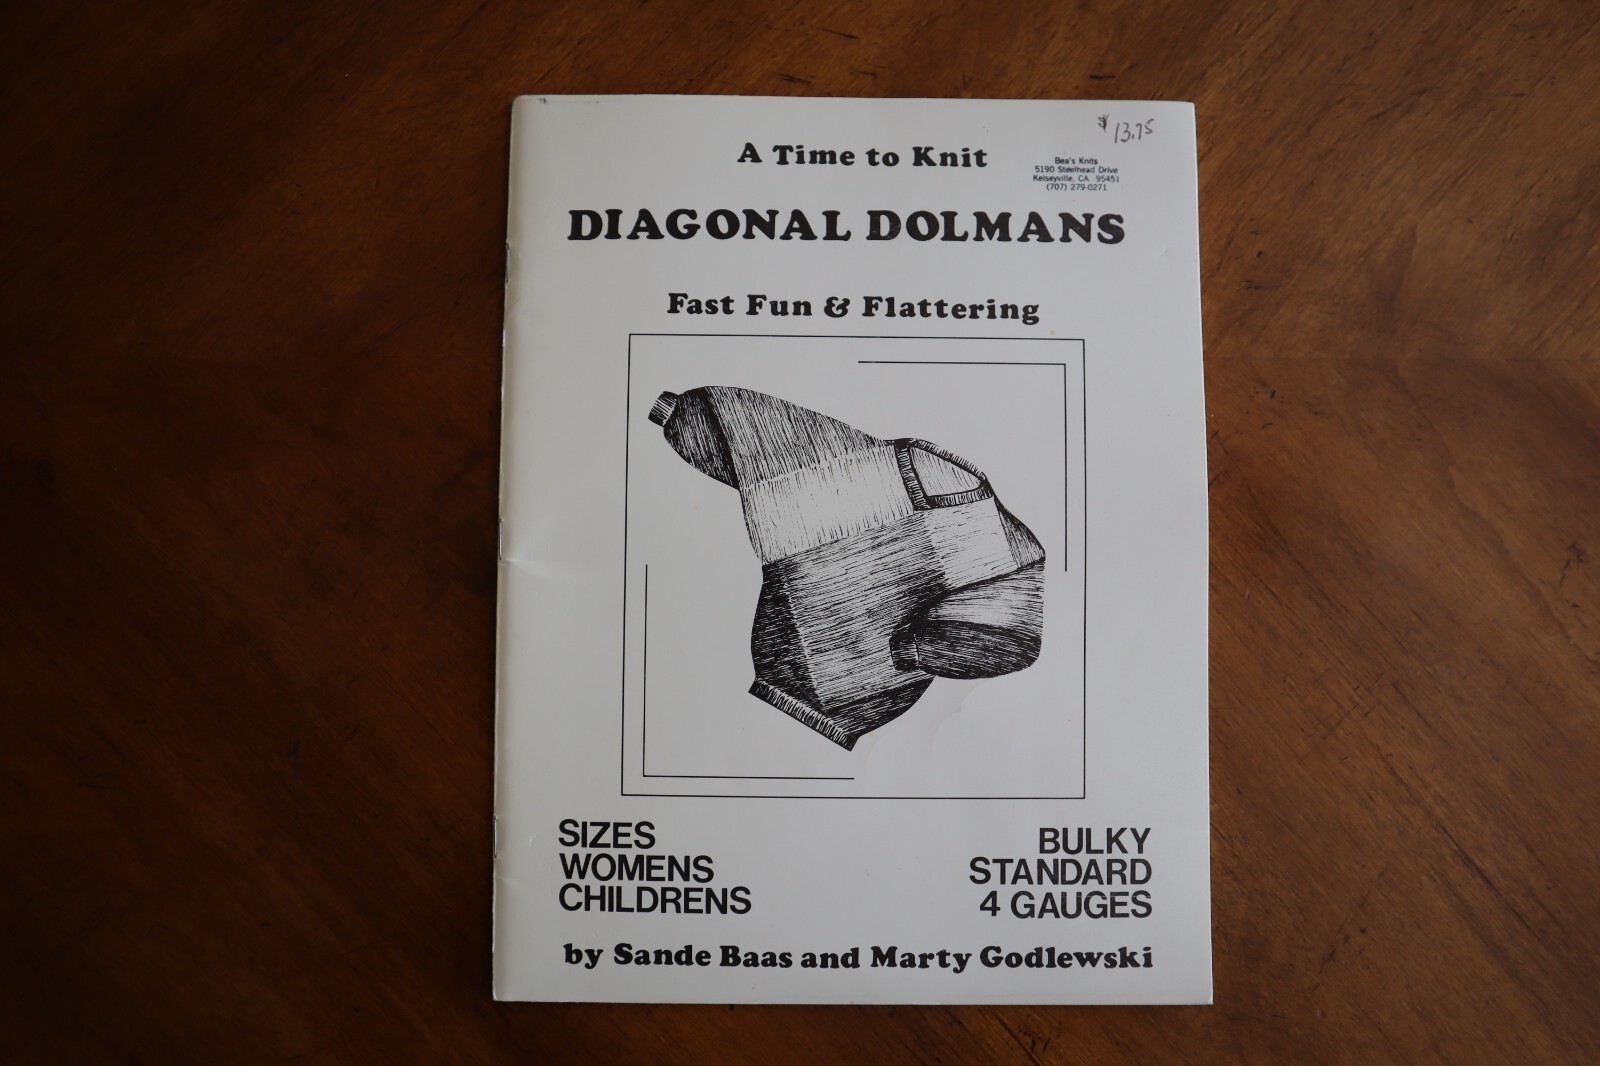 $13.75
A Time to Knit
Bea's Knits
5190 Steelhead Drive
Kelseyville, CA 95451
(707) 279-0271
DIAGONAL DOLMANS
Fast Fun & Flattering
SIZES
WOMENS
CHILDRENS
BULKY
STANDARD
4 GAUGES
by Sande Baas and Marty Godlewski